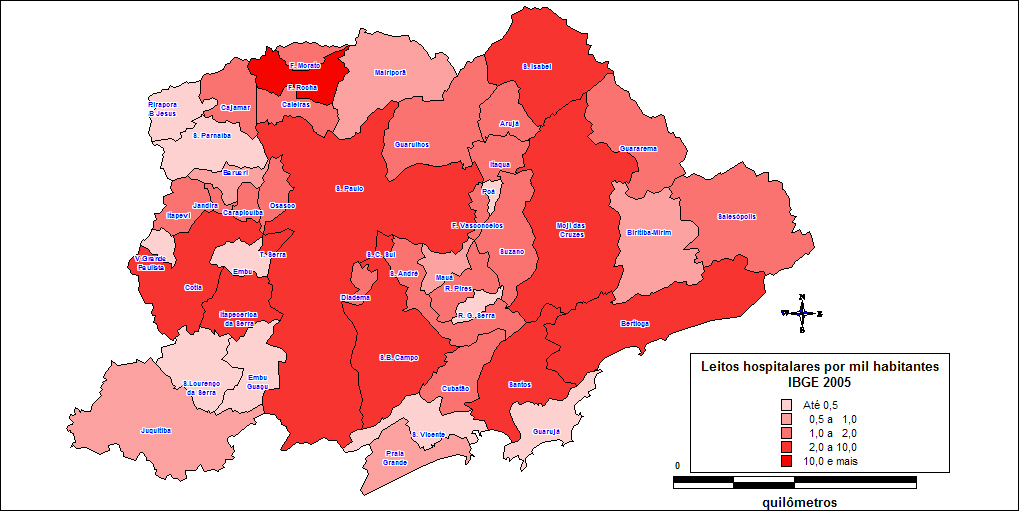 F. Morato
S. Isabel
Mairiporã
F. Rocha
Pirapora
B Jesus
Cajamar
Caieiras
Arujá
S. Parnaíba
Guarulhos
Guararema
Itaqua
Barueri
S. Paulo
Poá
Jandira
Osasco
Itapevi
Carapicuiba
Salesópolis
F. Vasconcelos
Moji das
Cruzes
Biritiba-Mirim
Suzano
T. Serra
S. C. Sul
V. Grande
Paulista
Embu
S. André
Mauá
Cotia
R. Pires
Diadema
Itapecerica
da Serra
R. G. Serra
Bertioga
N
W
E
S.B. Campo
S.Lourenço
da Serra
Embu
Guaçu
Santos
Cubatão
Juquitiba
S. Vicente
Guarujá
Praia
Grande
Leitos hospitalares por mil habitantes
IBGE 2005
Até 0,5
0,5 a 1,0
1,0 a 2,0
2,0 a 10,0
10,0 e mais
0
quilômetros